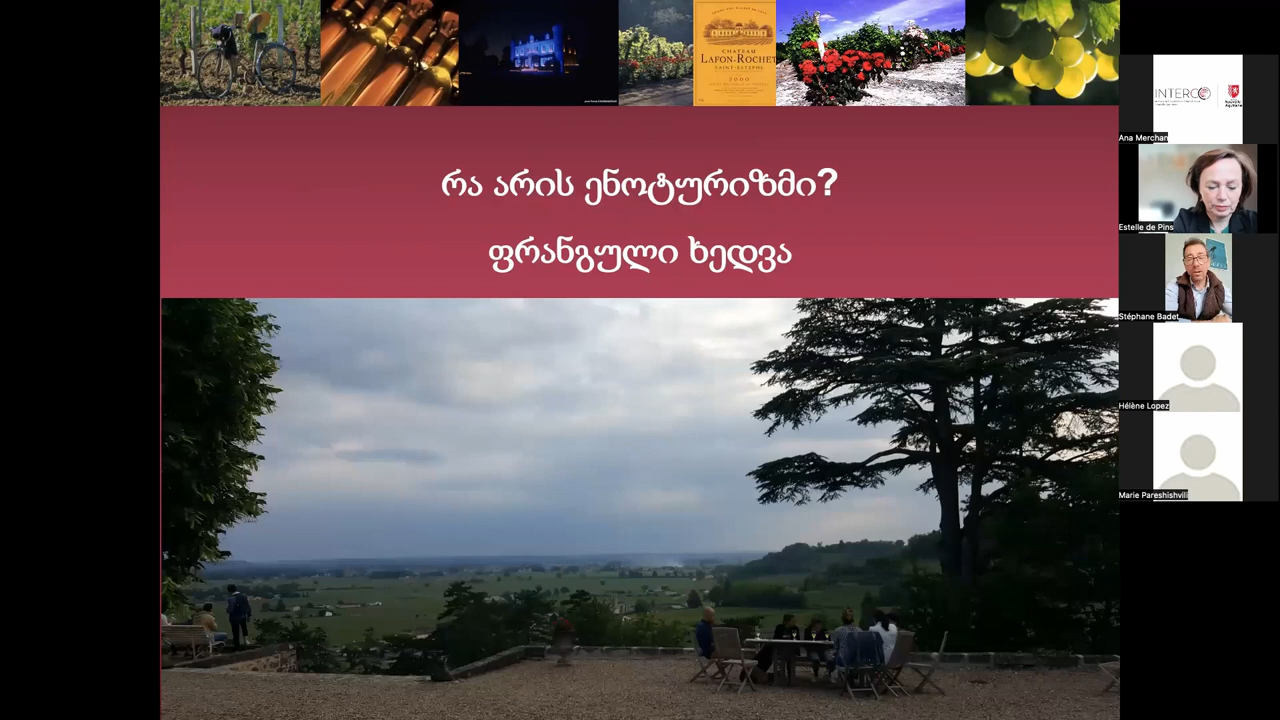 CHATEAU
LAFON-ROCHET
SAINT-ESTEPHE
2000
რა არის ენოტურიზმი?
ფრანგული ხედვა
INTERCO
Ana Merchan
Estelle de Pins
Stéphane Badet
Hélène Lopez
Marie Pareshishvili